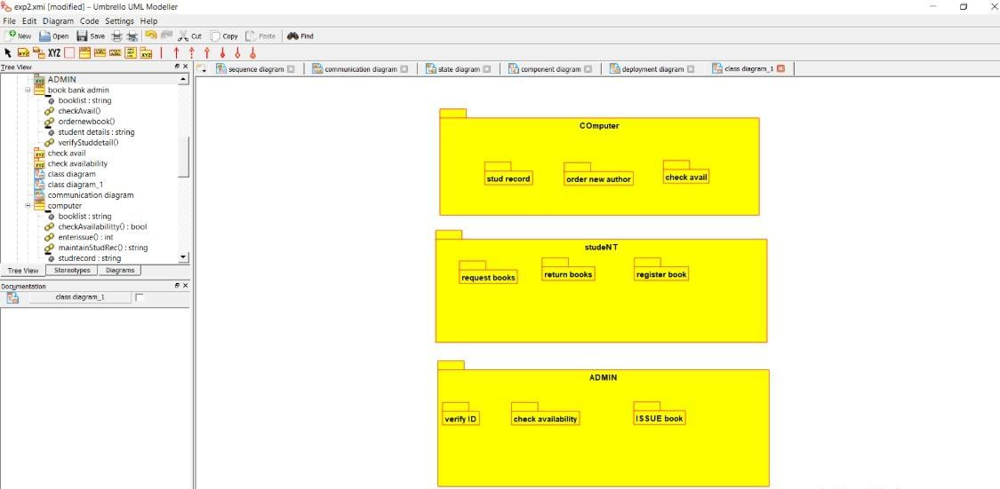 exp2.xmi [modified] – Umbrello UML Modeller
File Edit Diagram Code Settings Help
New Open Save Cut Copy Paste Find
XYZ
Tree View
sequence diagram communication diagram state diagram component diagram deployment diagram class diagram_1
ADMIN
book bank admin
booklist : string
checkAvail()
ordernewbook()
student details : string
verifyStuddetail()
check avail
check availability
class diagram
class diagram_1
communication diagram
computer
booklist : string
checkAvailabilitty() : bool
enterissue() : int
maintainStudRec() : string
studrecord : string
Tree View Stereotypes Diagrams
Documentation
class diagram_1
COmputer
stud record order new author check avail
studeNT
request books return books register book
ADMIN
verify ID check availability ISSUE book